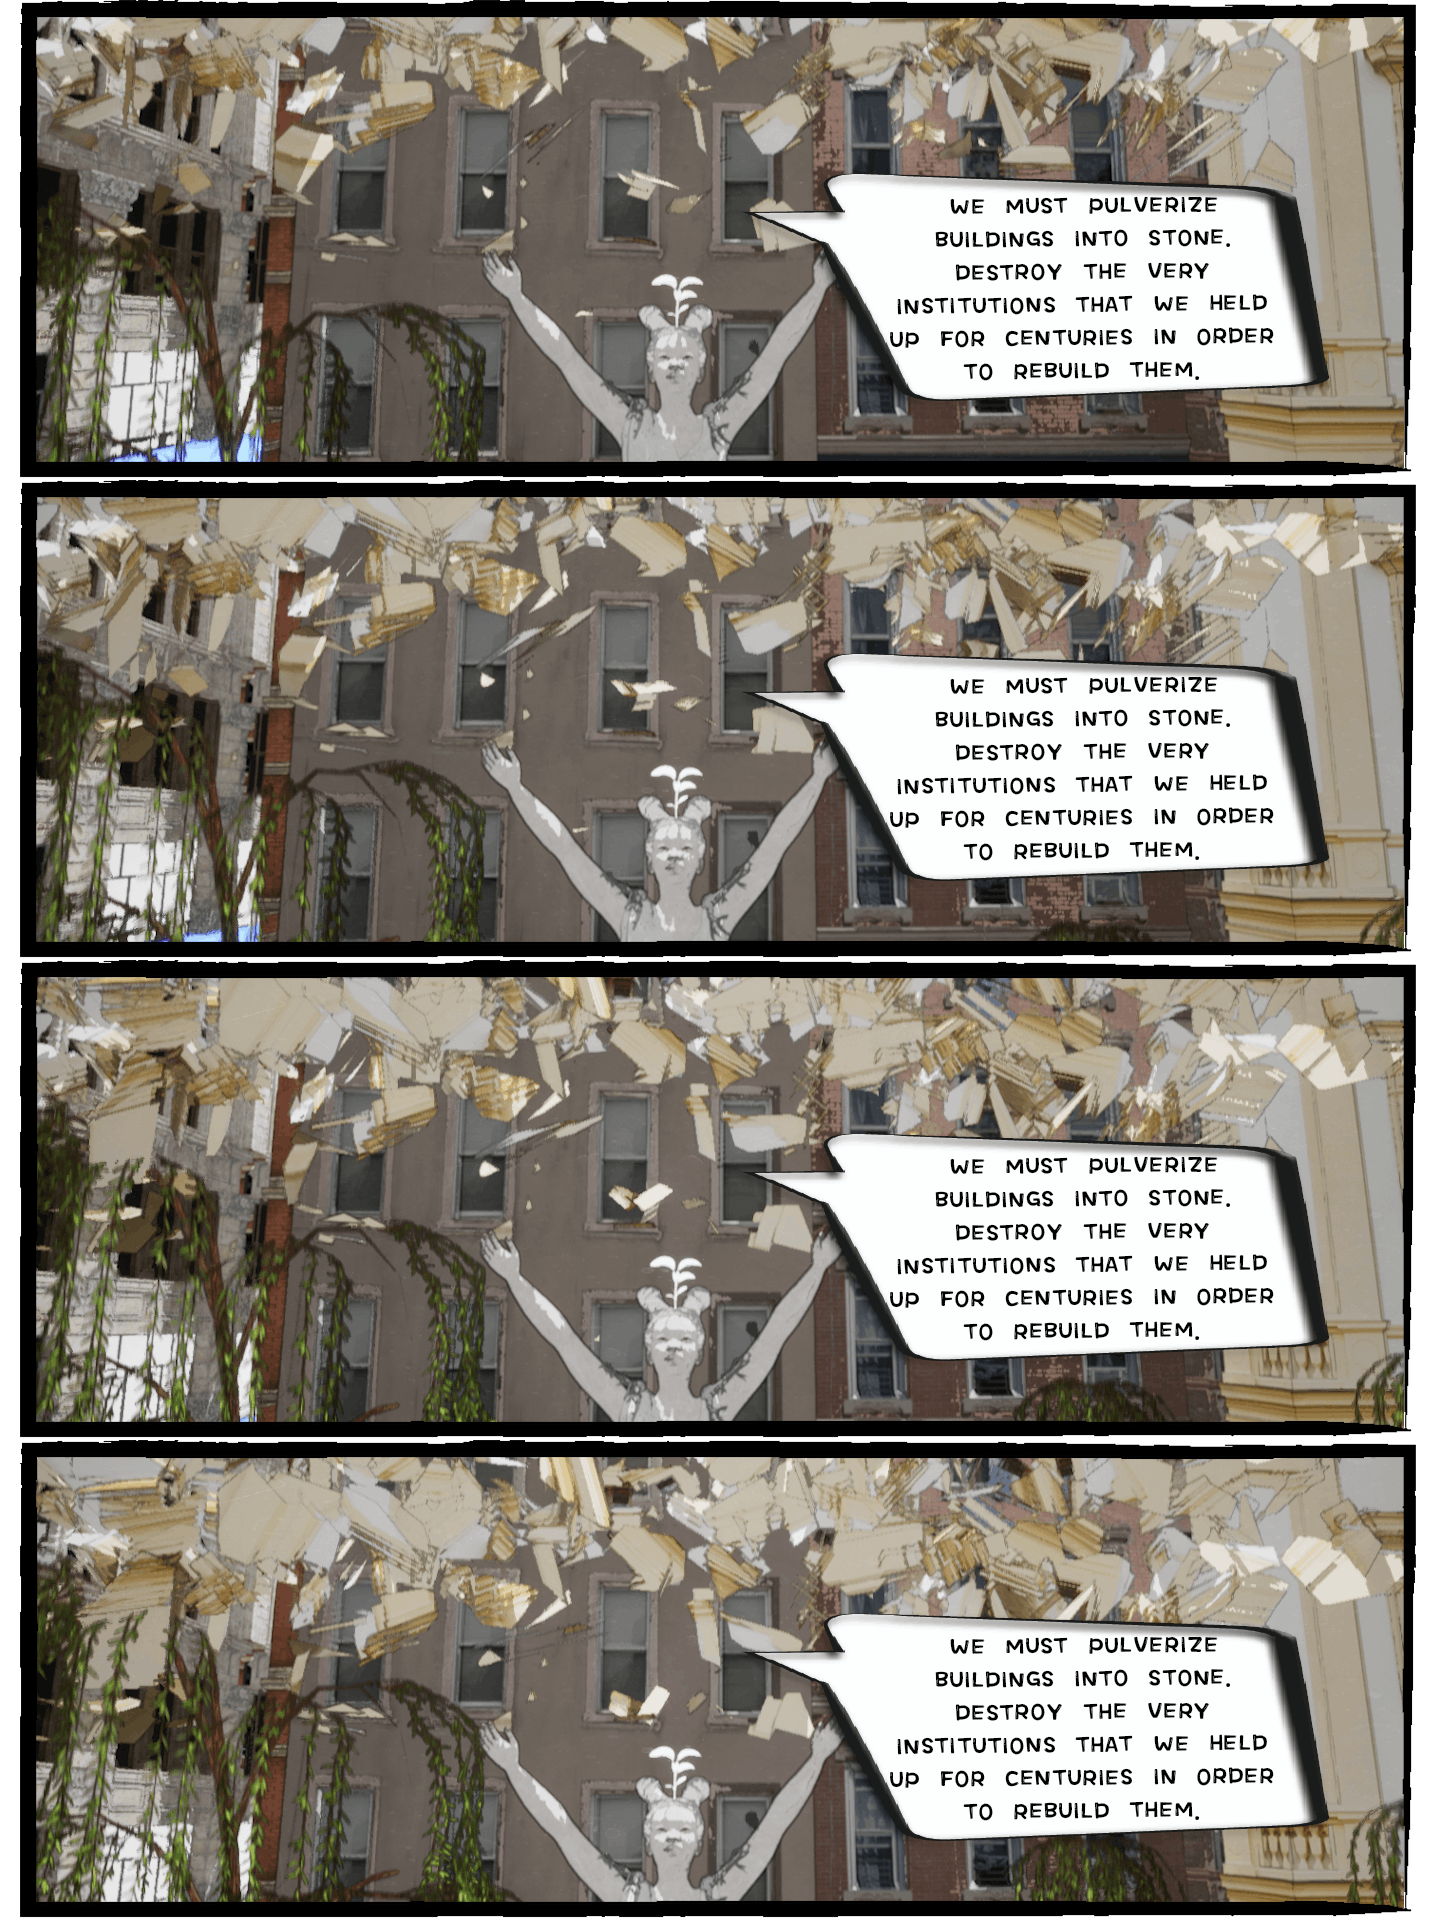 WE MUST PULVERIZE
BUILDINGS INTO STONE.
DESTROY THE VERY
INSTITUTIONS THAT WE HELD
UP FOR CENTURIES IN ORDER
TO REBUILD THEM.
WE MUST PULVERIZE
BUILDINGS INTO STONE.
DESTROY THE VERY
INSTITUTIONS THAT WE HELD
UP FOR CENTURIES IN ORDER
TO REBUILD THEM.
WE MUST PULVERIZE
BUILDINGS INTO STONE.
DESTROY THE VERY
INSTITUTIONS THAT WE HELD
UP FOR CENTURIES IN ORDER
TO REBUILD THEM.
WE MUST PULVERIZE
BUILDINGS INTO STONE.
DESTROY THE VERY
INSTITUTIONS THAT WE HELD
UP FOR CENTURIES IN ORDER
TO REBUILD THEM.